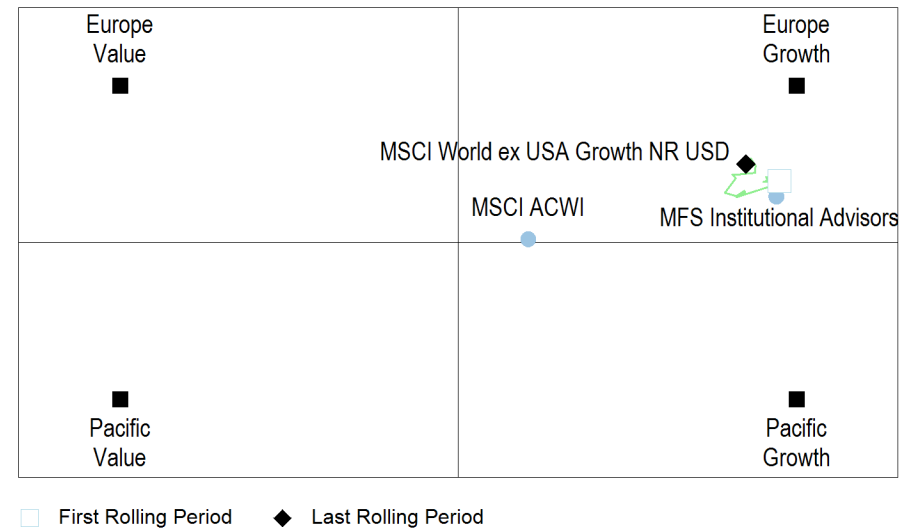 Europe
Value
Europe
Growth
MSCI World ex USA Growth NR USD
MSCI ACWI
MFS Institutional Advisors
Pacific
Value
Pacific
Growth
First Rolling Period
Last Rolling Period